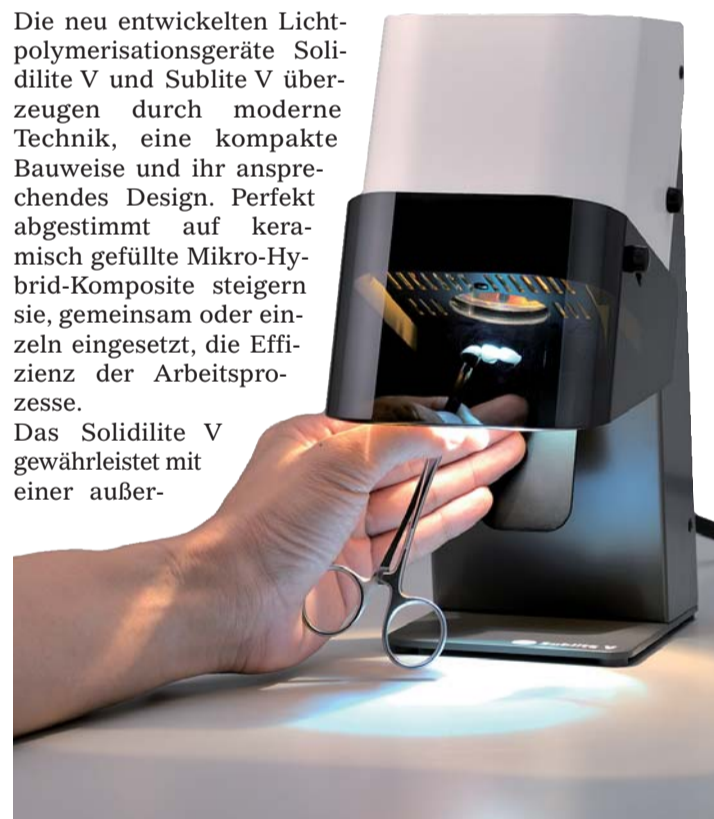 Die neu entwickelten Licht-
polymerisationsgeräte Soli-
dilite V und Sublite V über-
zeugen durch moderne
Technik, eine kompakte
Bauweise und ihr anspre-
chendes Design. Perfekt
abgestimmt auf kera-
misch gefüllte Mikro-Hy-
brid-Komposite steigern
sie, gemeinsam oder ein-
zeln eingesetzt, die Effi-
zienz der Arbeitspro-
zesse.
Das Solidilite V
gewährleistet mit
einer außer-
Sublite V